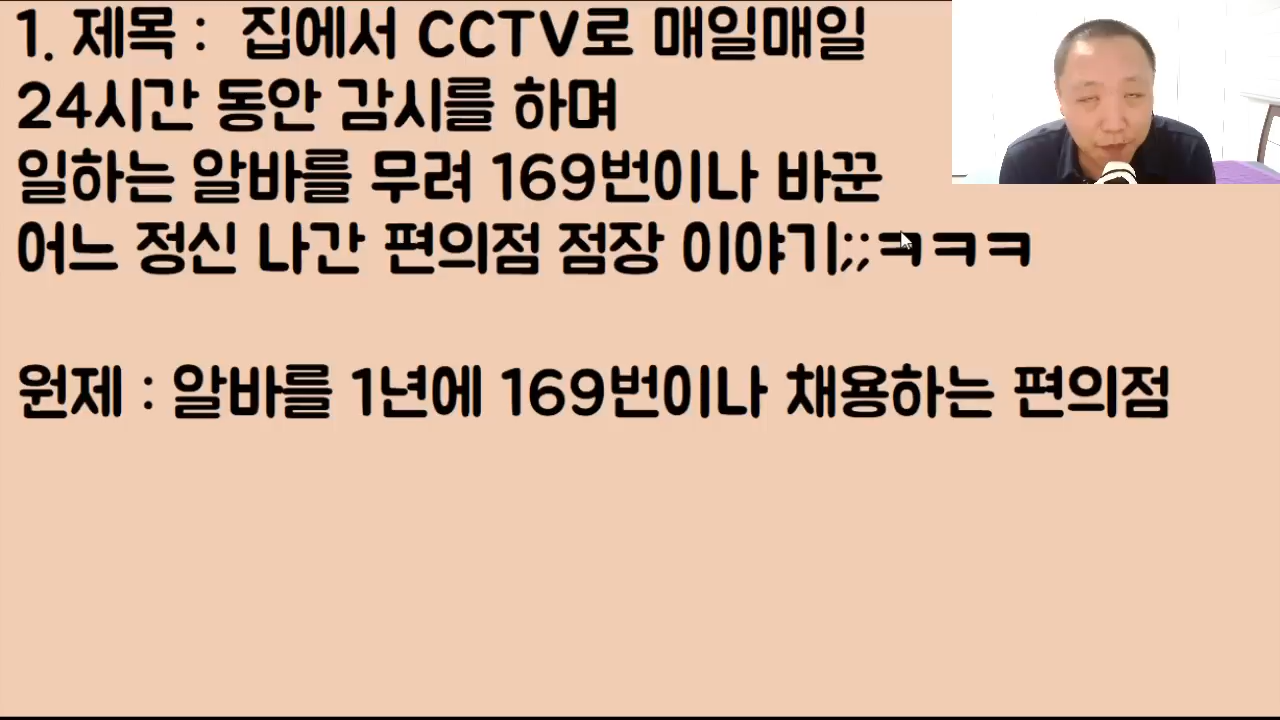 1. 제목 : 집에서 CCTV로 매일매일
24시간 동안 감시를 하며
일하는 알바를 무려 169번이나 바꾼
어느 정신 나간 편의점 점장 이야기;;ㅋㅋㅋ
원제 : 알바를 1년에 169번이나 채용하는 편의점